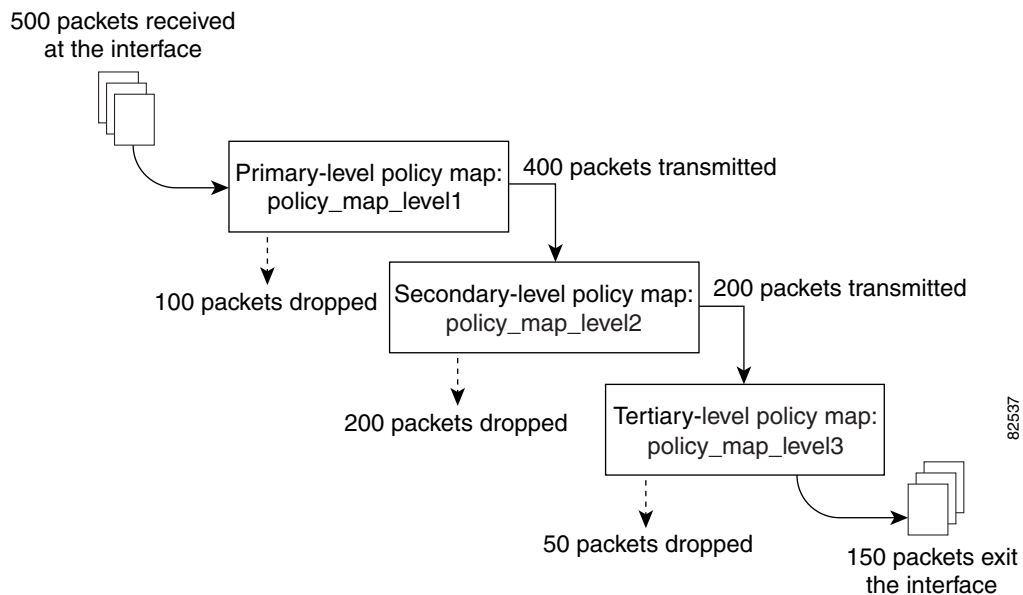 500 packets received
at the interface
Primary-level policy map:
policy_map_level1
400 packets transmitted
100 packets dropped
Secondary-level policy map:
policy_map_level2
200 packets transmitted
200 packets dropped
Tertiary-level policy map:
policy_map_level3
82537
50 packets dropped
150 packets exit
the interface